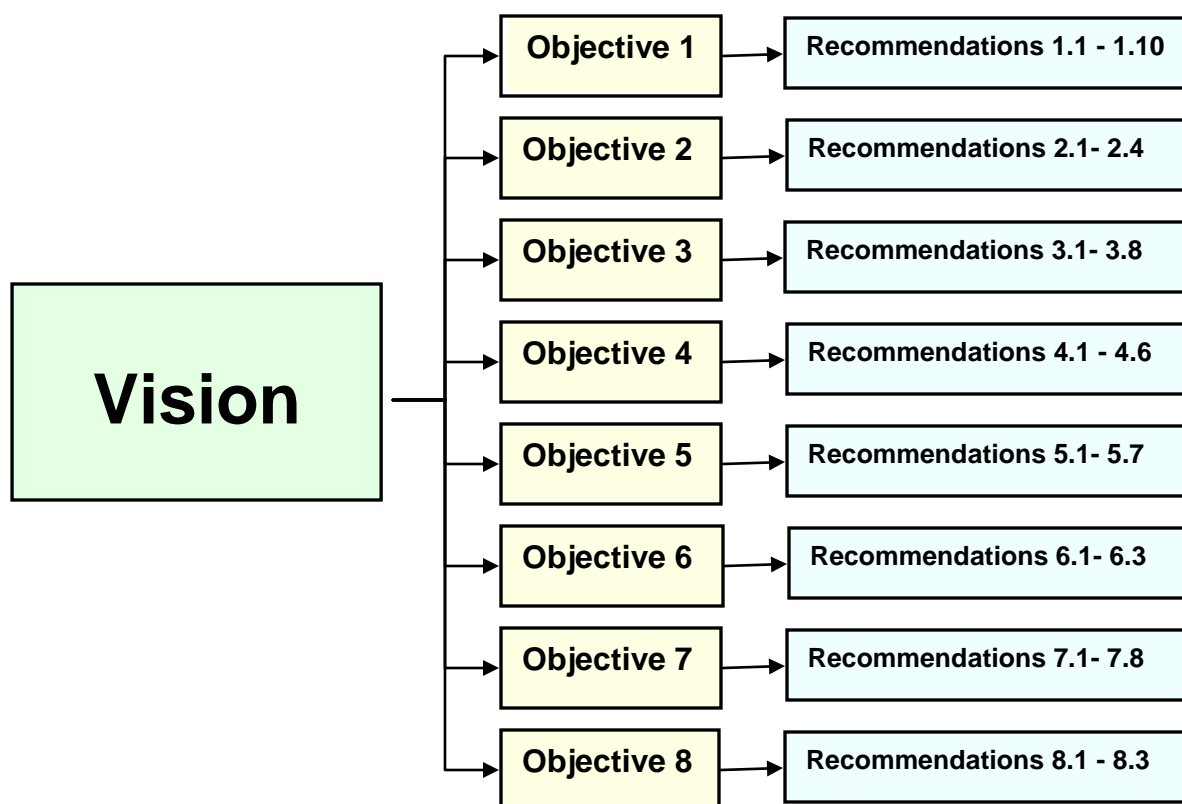 Vision
Objective 1
Recommendations 1.1 - 1.10
Objective 2
Recommendations 2.1- 2.4
Objective 3
Recommendations 3.1- 3.8
Objective 4
Recommendations 4.1 - 4.6
Objective 5
Recommendations 5.1- 5.7
Objective 6
Recommendations 6.1- 6.3
Objective 7
Recommendations 7.1- 7.8
Objective 8
Recommendations 8.1 - 8.3